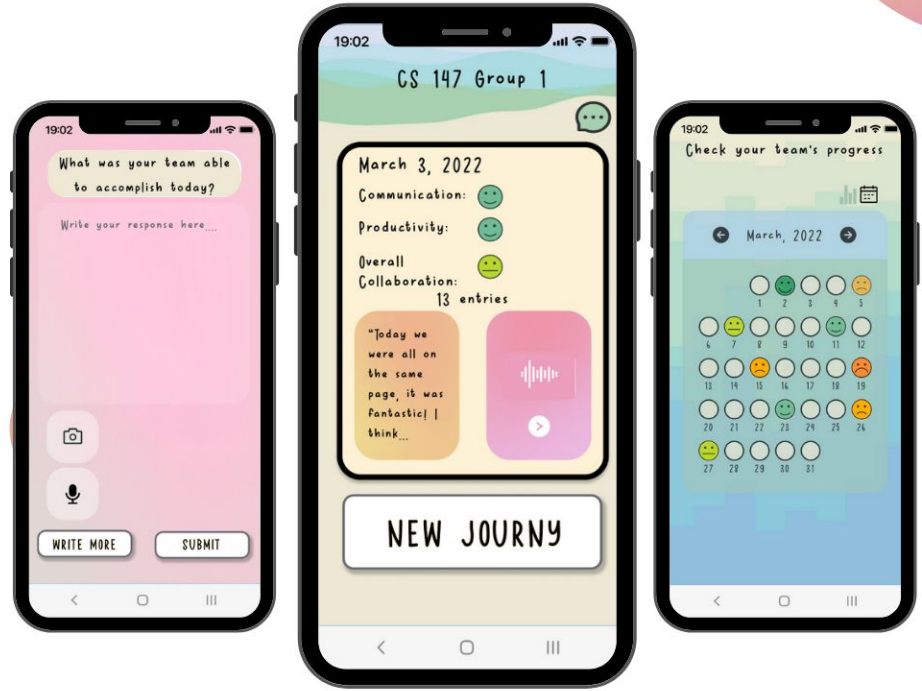 19:02
What was your team able
to accomplish today?
Write your response here....
WRITE MORE
SUBMIT
19:02
CS 147 Group 1
March 3, 2022
Communication:
Productivity:
Overall
Collaboration:
13 entries
"Today we
were all on
the same
page, it was
fantastic! I
think...
NEW JOURNY
19:02
Check your team's progress
March, 2022
1 2 3 4 5
6 7 8 9 10 11 12
13 14 15 16 17 18 19
20 21 22 23 24 25 26
27 28 29 30 31